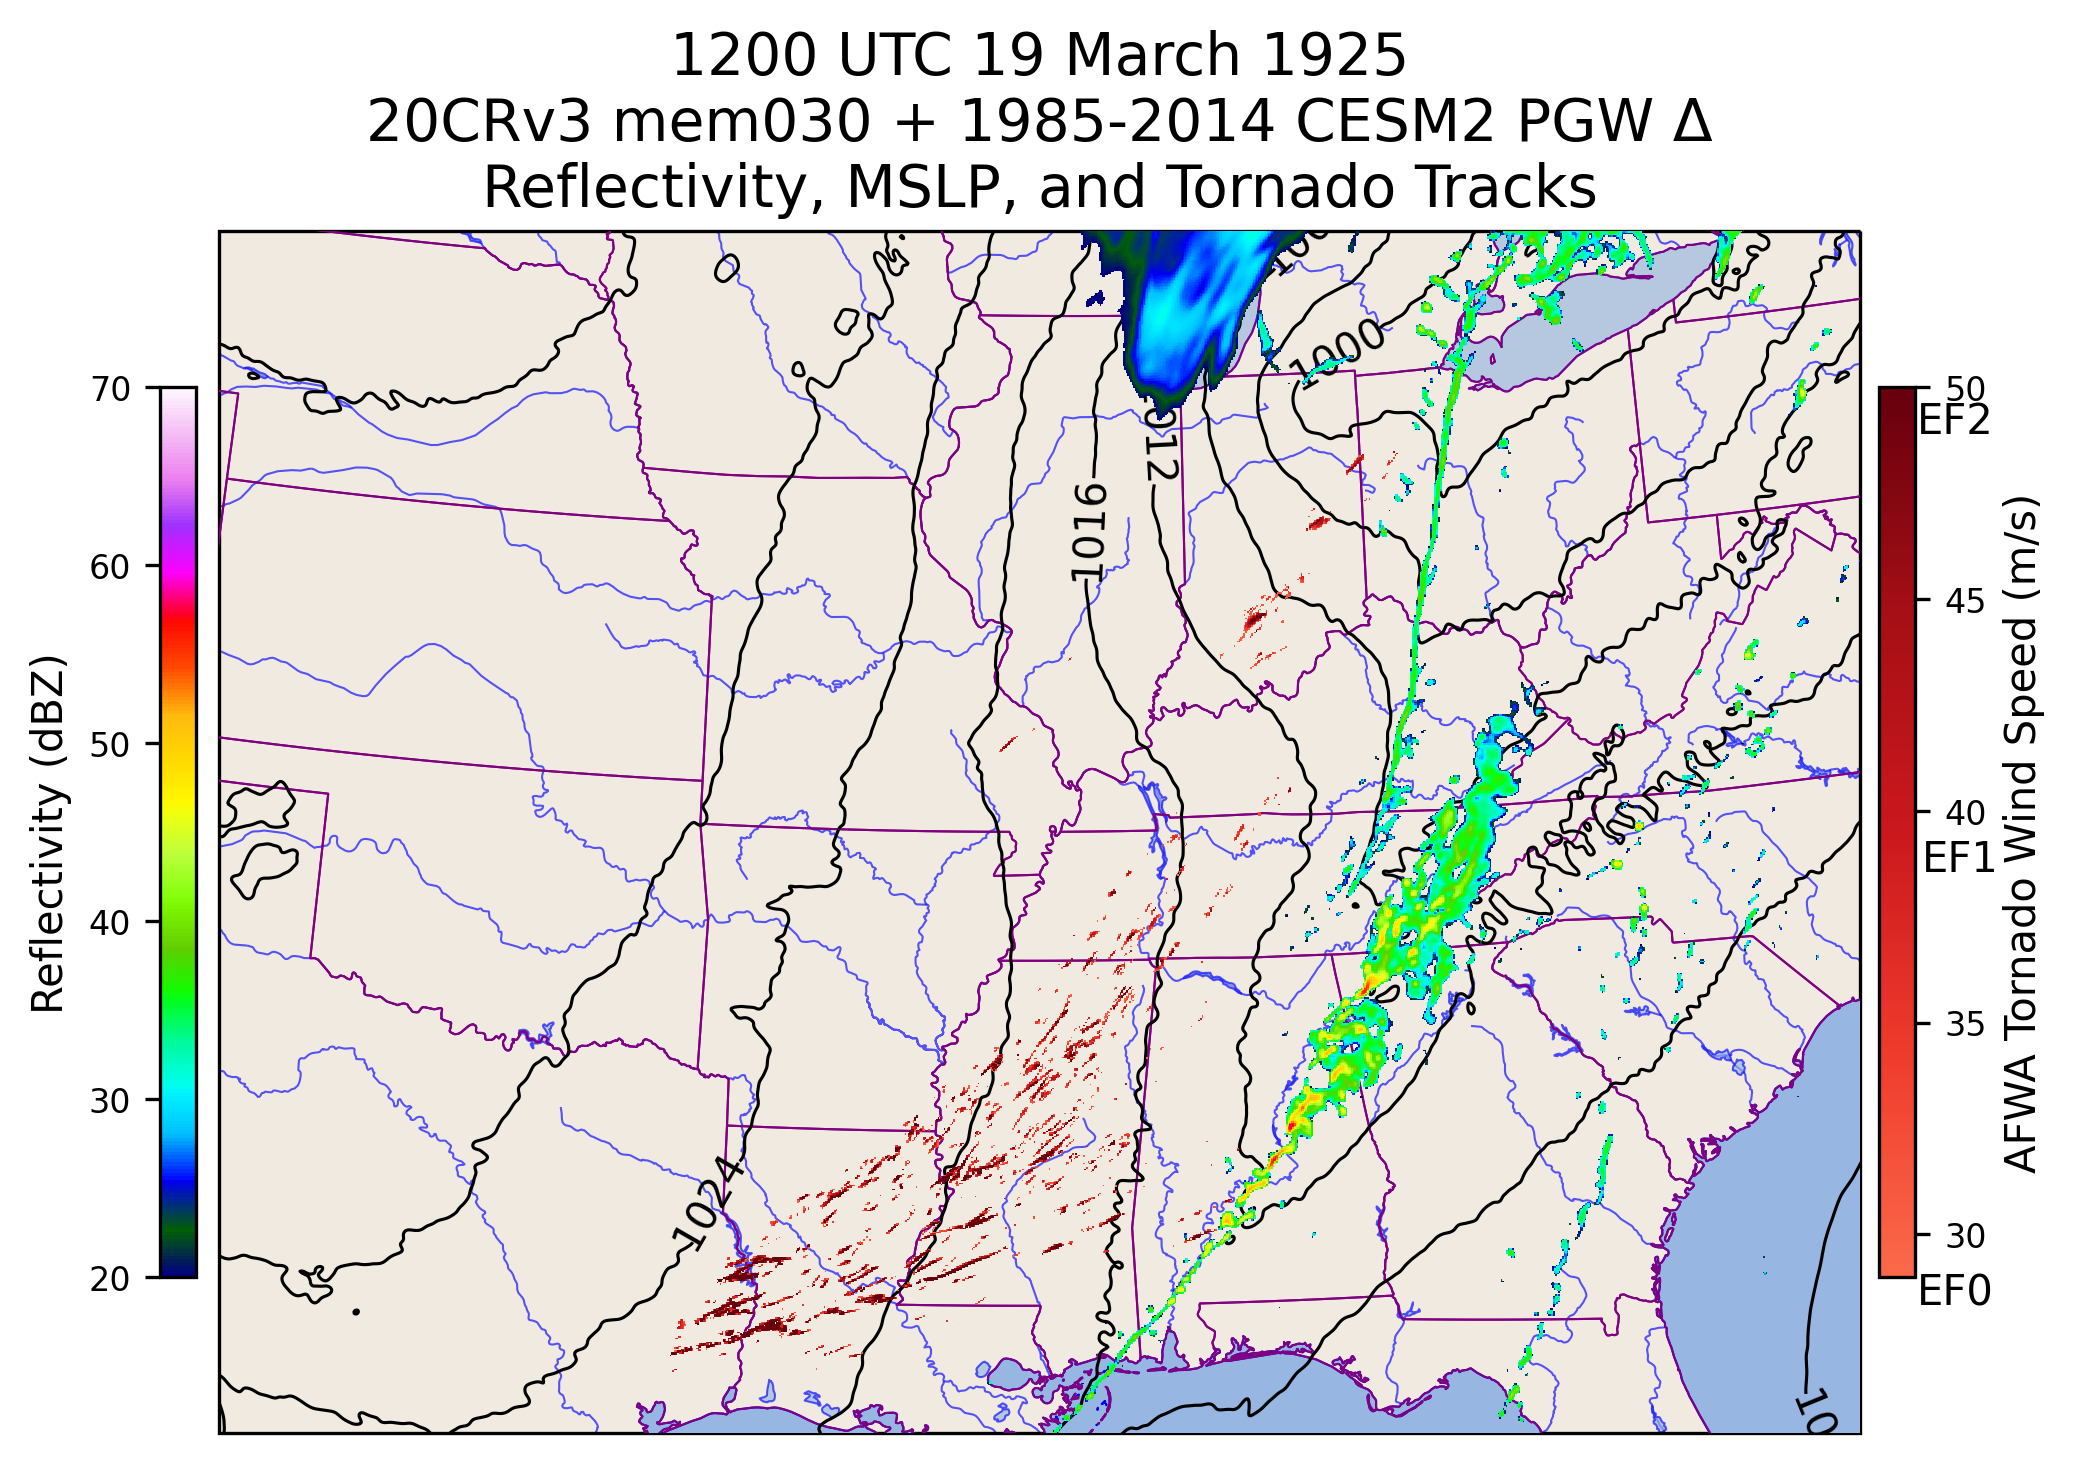 1200 UTC 19 March 1925
20CRv3 mem030 + 1985-2014 CESM2 PGW Δ
Reflectivity, MSLP, and Tornado Tracks
Reflectivity (dBZ)
70
60
50
40
30
20
1000
1012
1016
1024
10
50
EF2
45
40
EF1
35
30
EF0
AFWA Tornado Wind Speed (m/s)